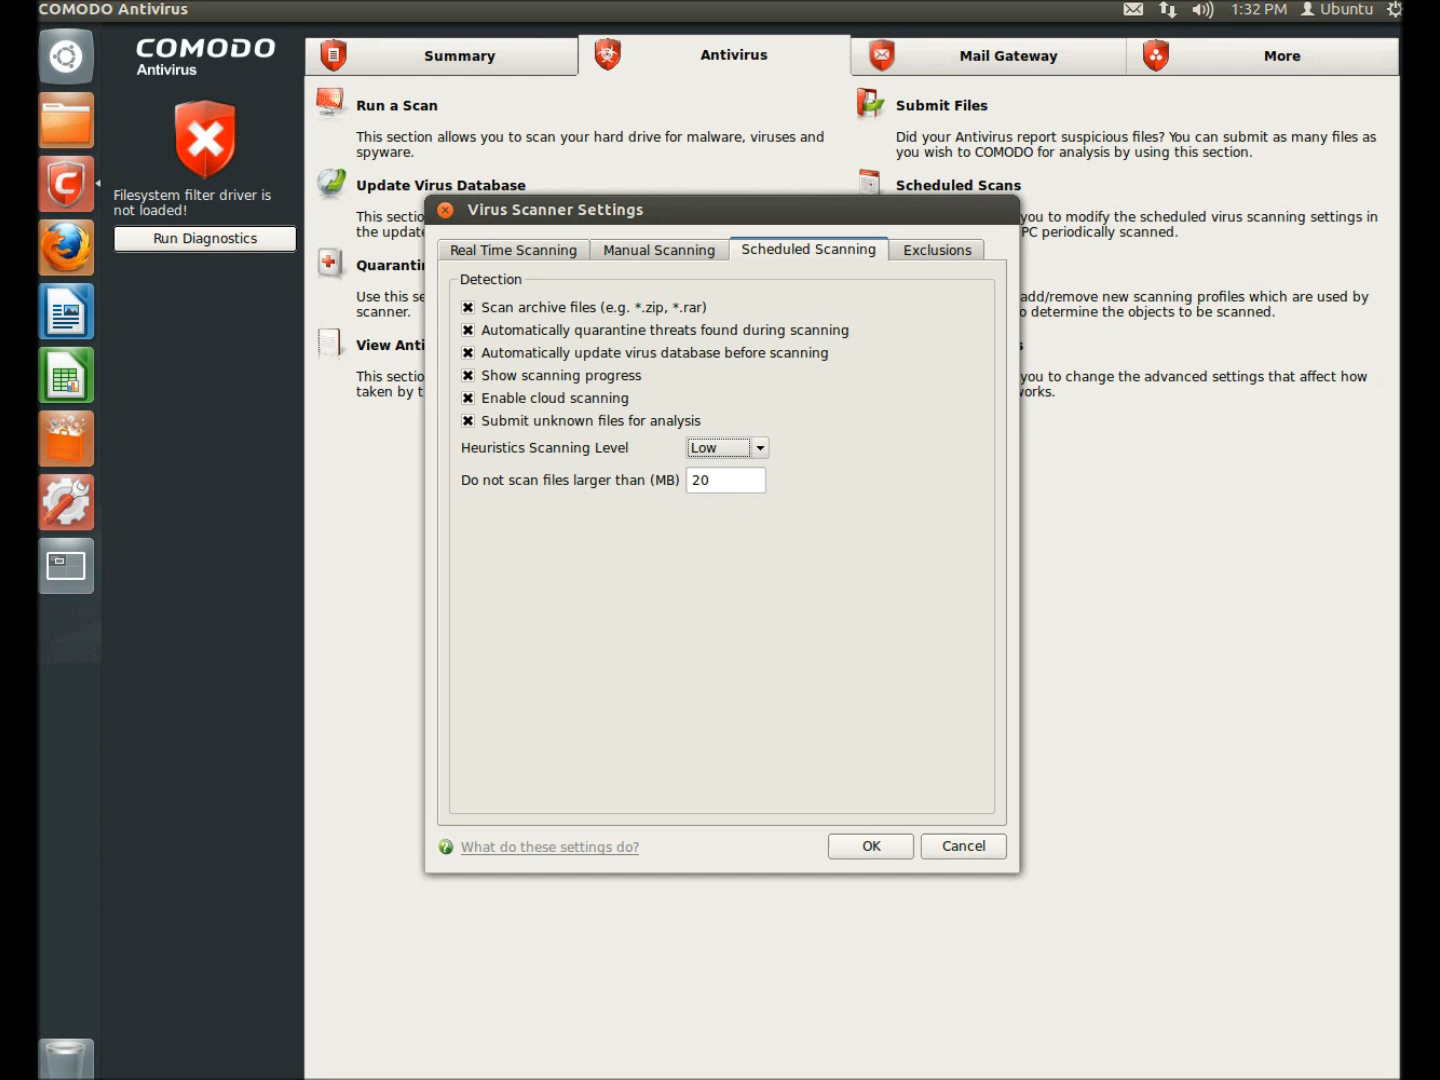 COMODO Antivirus
1:32 PM
Ubuntu
COMODO
Antivirus
Filesystem filter driver is
not loaded!
Run Diagnostics
Summary
Antivirus
Mail Gateway
More
Run a Scan
This section allows you to scan your hard drive for malware, viruses and
spyware.
Submit Files
Did your Antivirus report suspicious files? You can submit as many files as
you wish to COMODO for analysis by using this section.
Update Virus Database
This
the
Scheduled Scans
you to modify the scheduled virus scanning settings in
PC periodically scanned.
Use this
scanner.
add/remove new scanning profiles which are used by
determine the objects to be scanned.
View
This
taken by
you to change the advanced settings that affect how
Virus Scanner Settings
Real Time Scanning
Manual Scanning
Scheduled Scanning
Exclusions
Detection
Scan archive files (e.g. *.zip, *.rar)
Automatically quarantine threats found during scanning
Automatically update virus database before scanning
Show scanning progress
Enable cloud scanning
Submit unknown files for analysis
Heuristics Scanning Level
Low
Do not scan files larger than (MB)
20
What do these settings do?
OK
Cancel